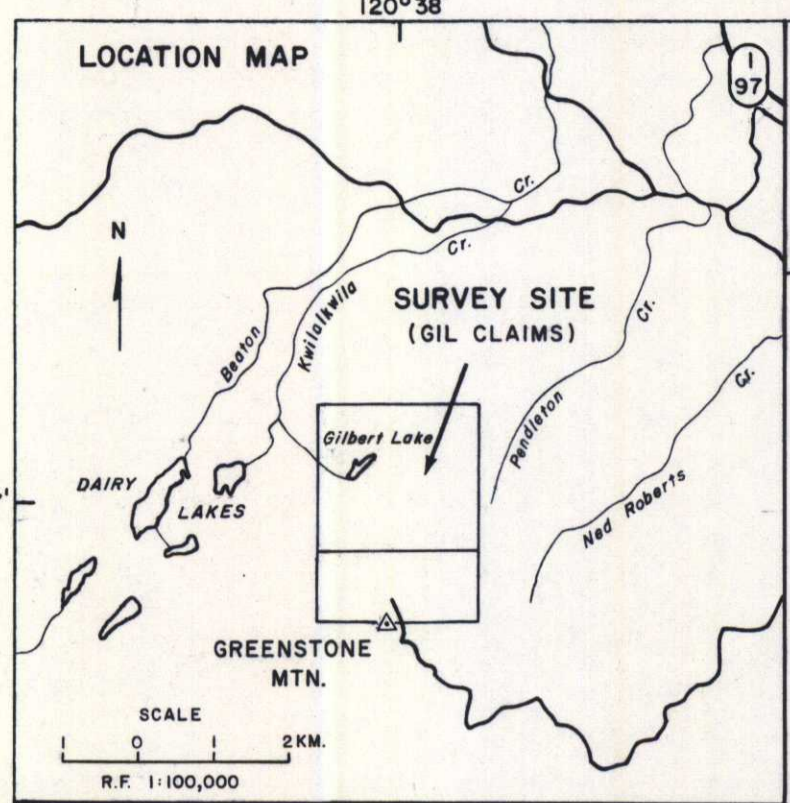 120° 38
LOCATION MAP
1
97
N
Cr.
Cr.
Beaton
Kwilalkwila
SURVEY SITE
(GIL CLAIMS)
Cr.
Pendleton
Cr.
Ned Roberts
Gilbert Lake
DAIRY
LAKES
GREENSTONE
MTN.
SCALE
1 0 1 2 KM.
R.F. 1:100,000